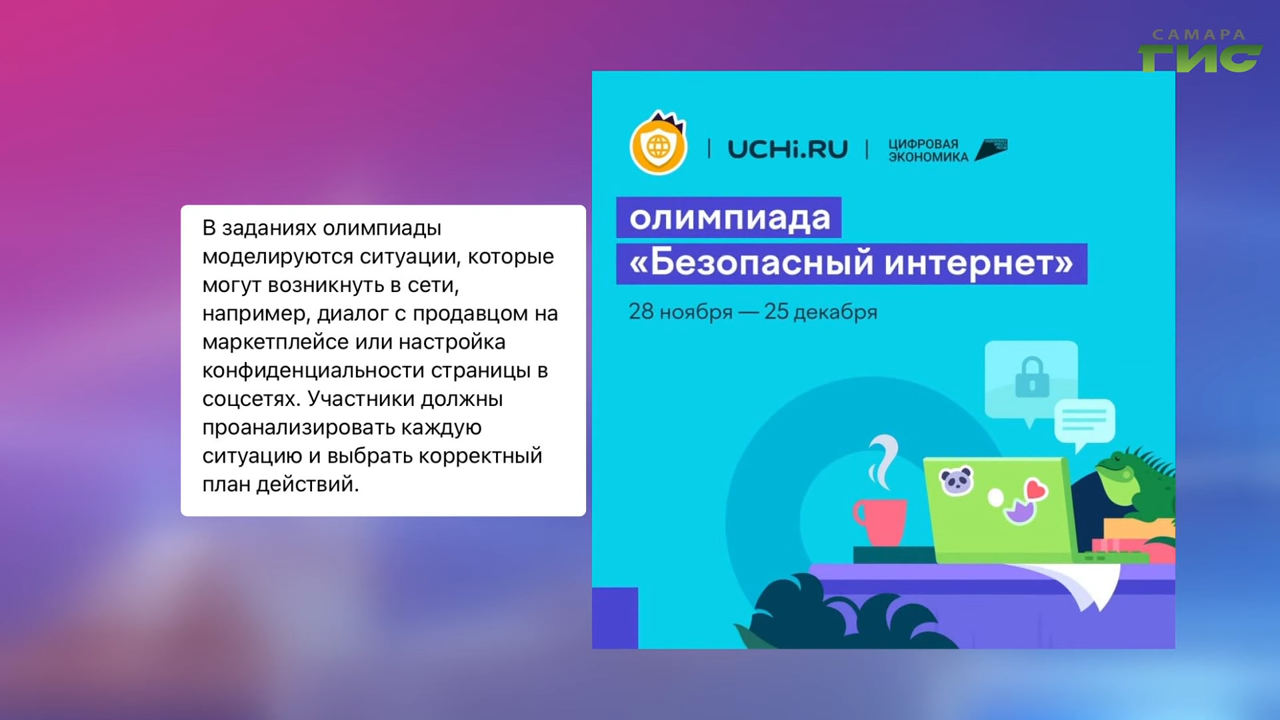 САМАРА
ГИС
В заданиях олимпиады
моделируются ситуации, которые
могут возникнуть в сети,
например, диалог с продавцом на
маркетплейсе или настройка
конфиденциальности страницы в
соцсетях. Участники должны
проанализировать каждую
ситуацию и выбрать корректный
план действий.
UCHi.RU
ЦИФРОВАЯ
ЭКОНОМИКА
олимпиада
«Безопасный интернет»
28 ноября — 25 декабря